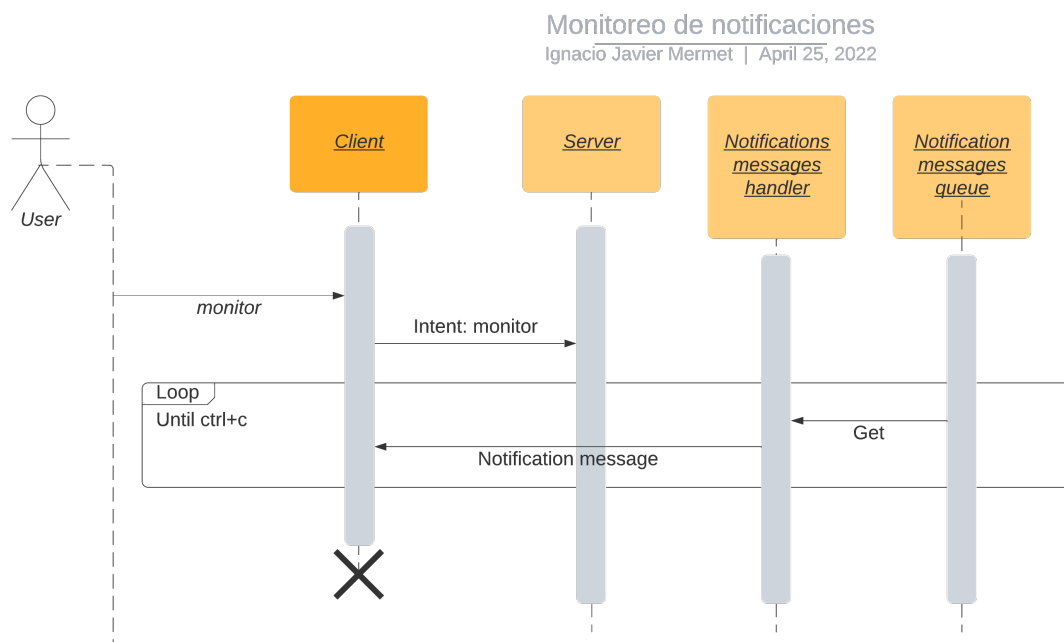 Monitoreo de notificaciones
Ignacio Javier Mermet | April 25, 2022
Client
Server
Notifications
messages
handler
Notification
messages
queue
User
monitor
Intent: monitor
Loop
Until ctrl+c
Get
Notification message